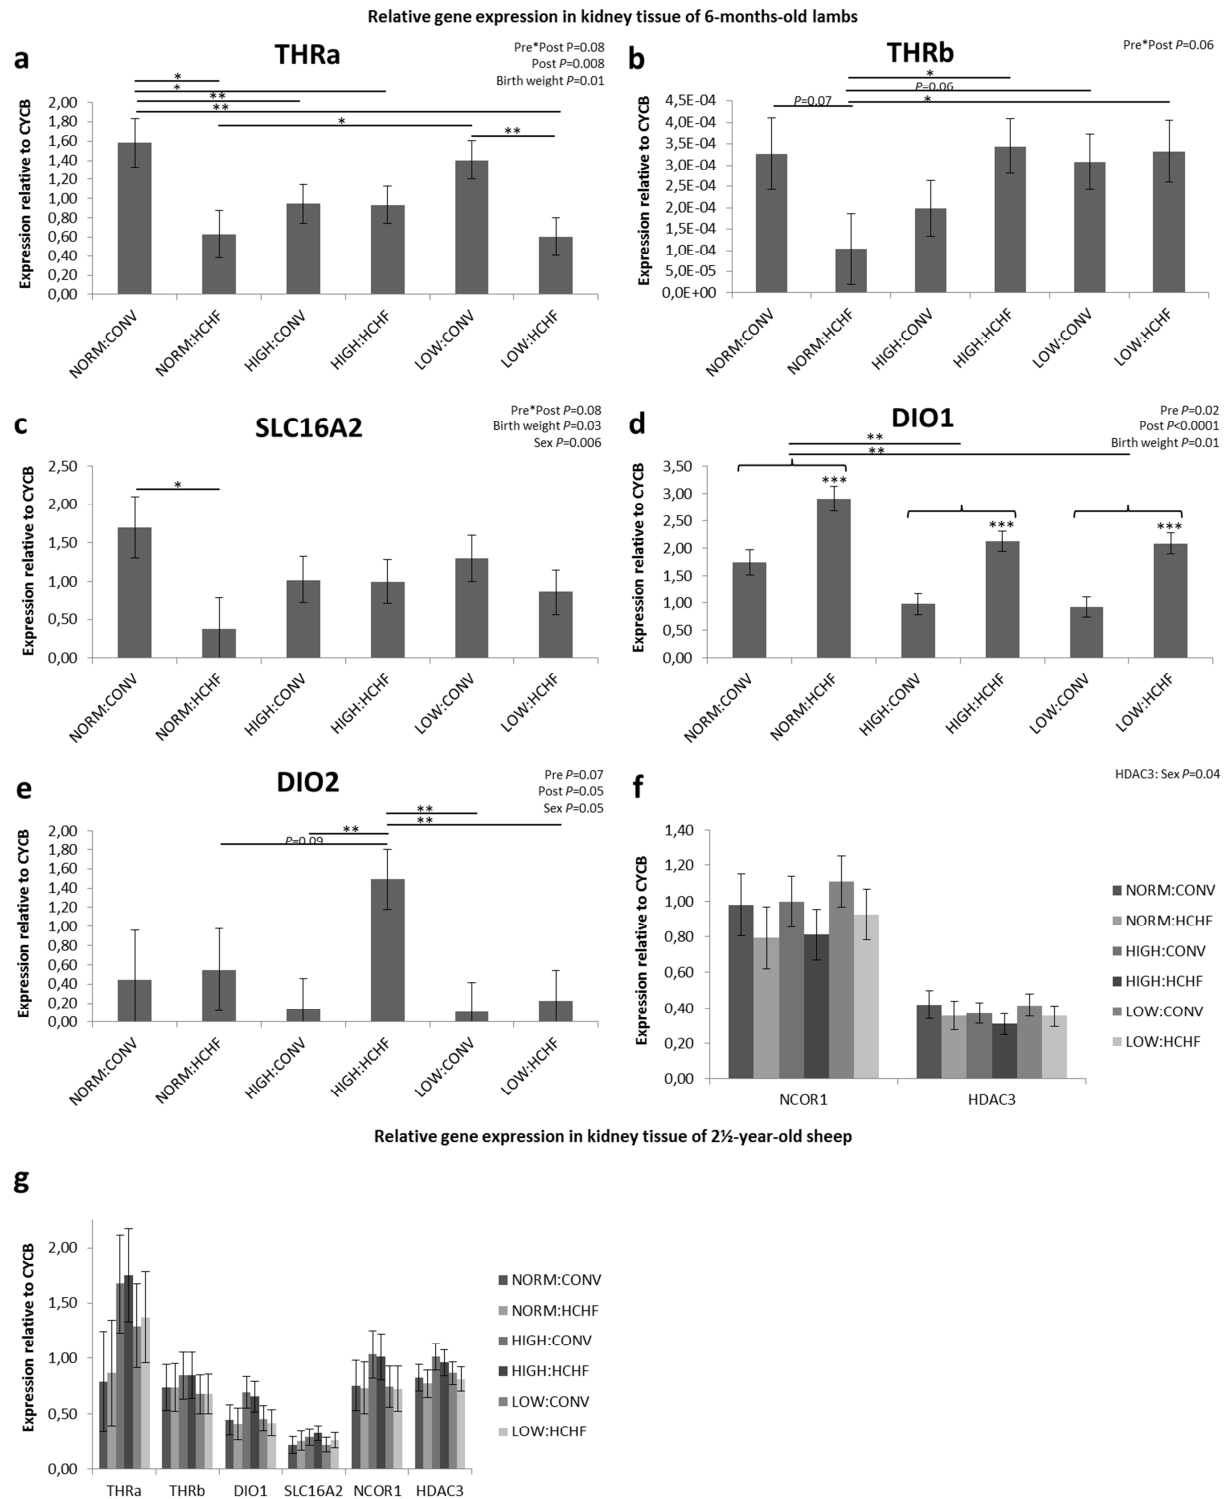 Relative gene expression in kidney tissue of 6-months-old lambs
a
THRa
Pre*Post P=0.08
Post P=0.008
Birth weight P=0.01
*
*
**
**
*
**
Expression relative to CYCB
2,00
1,80
1,60
1,40
1,20
1,00
0,80
0,60
0,40
0,20
0,00
NORM:CONV
NORM:HCHF
HIGH:CONV
HIGH:HCHF
LOW:CONV
LOW:HCHF
b
THRb
Pre*Post P=0.06
*
P=0.06
P=0.07
*
Expression relative to CYCB
4,5E-04
4,0E-04
3,5E-04
3,0E-04
2,5E-04
2,0E-04
1,5E-04
1,0E-04
5,0E-05
0,0E+00
NORM:CONV
NORM:HCHF
HIGH:CONV
HIGH:HCHF
LOW:CONV
LOW:HCHF
c
SLC16A2
Pre*Post P=0.08
Birth weight P=0.03
Sex P=0.006
*
Expression relative to CYCB
2,50
2,00
1,50
1,00
0,50
0,00
NORM:CONV
NORM:HCHF
HIGH:CONV
HIGH:HCHF
LOW:CONV
LOW:HCHF
d
DIO1
Pre P=0.02
Post P<0.0001
Birth weight P=0.01
**
**
***
***
***
Expression relative to CYCB
3,50
3,00
2,50
2,00
1,50
1,00
0,50
0,00
NORM:CONV
NORM:HCHF
HIGH:CONV
HIGH:HCHF
LOW:CONV
LOW:HCHF
e
DIO2
Pre P=0.07
Post P=0.05
Sex P=0.05
**
**
**
P=0.09
Expression relative to CYCB
2,00
1,80
1,60
1,40
1,20
1,00
0,80
0,60
0,40
0,20
0,00
NORM:CONV
NORM:HCHF
HIGH:CONV
HIGH:HCHF
LOW:CONV
LOW:HCHF
f
HDAC3: Sex P=0.04
Expression relative to CYCB
1,40
1,20
1,00
0,80
0,60
0,40
0,20
0,00
NCOR1
HDAC3
NORM:CONV
NORM:HCHF
HIGH:CONV
HIGH:HCHF
LOW:CONV
LOW:HCHF
Relative gene expression in kidney tissue of 2½-year-old sheep
g
Expression relative to CYCB
2,00
1,50
1,00
0,50
0,00
THRa
THRb
DIO1
SLC16A2
NCOR1
HDAC3
NORM:CONV
NORM:HCHF
HIGH:CONV
HIGH:HCHF
LOW:CONV
LOW:HCHF